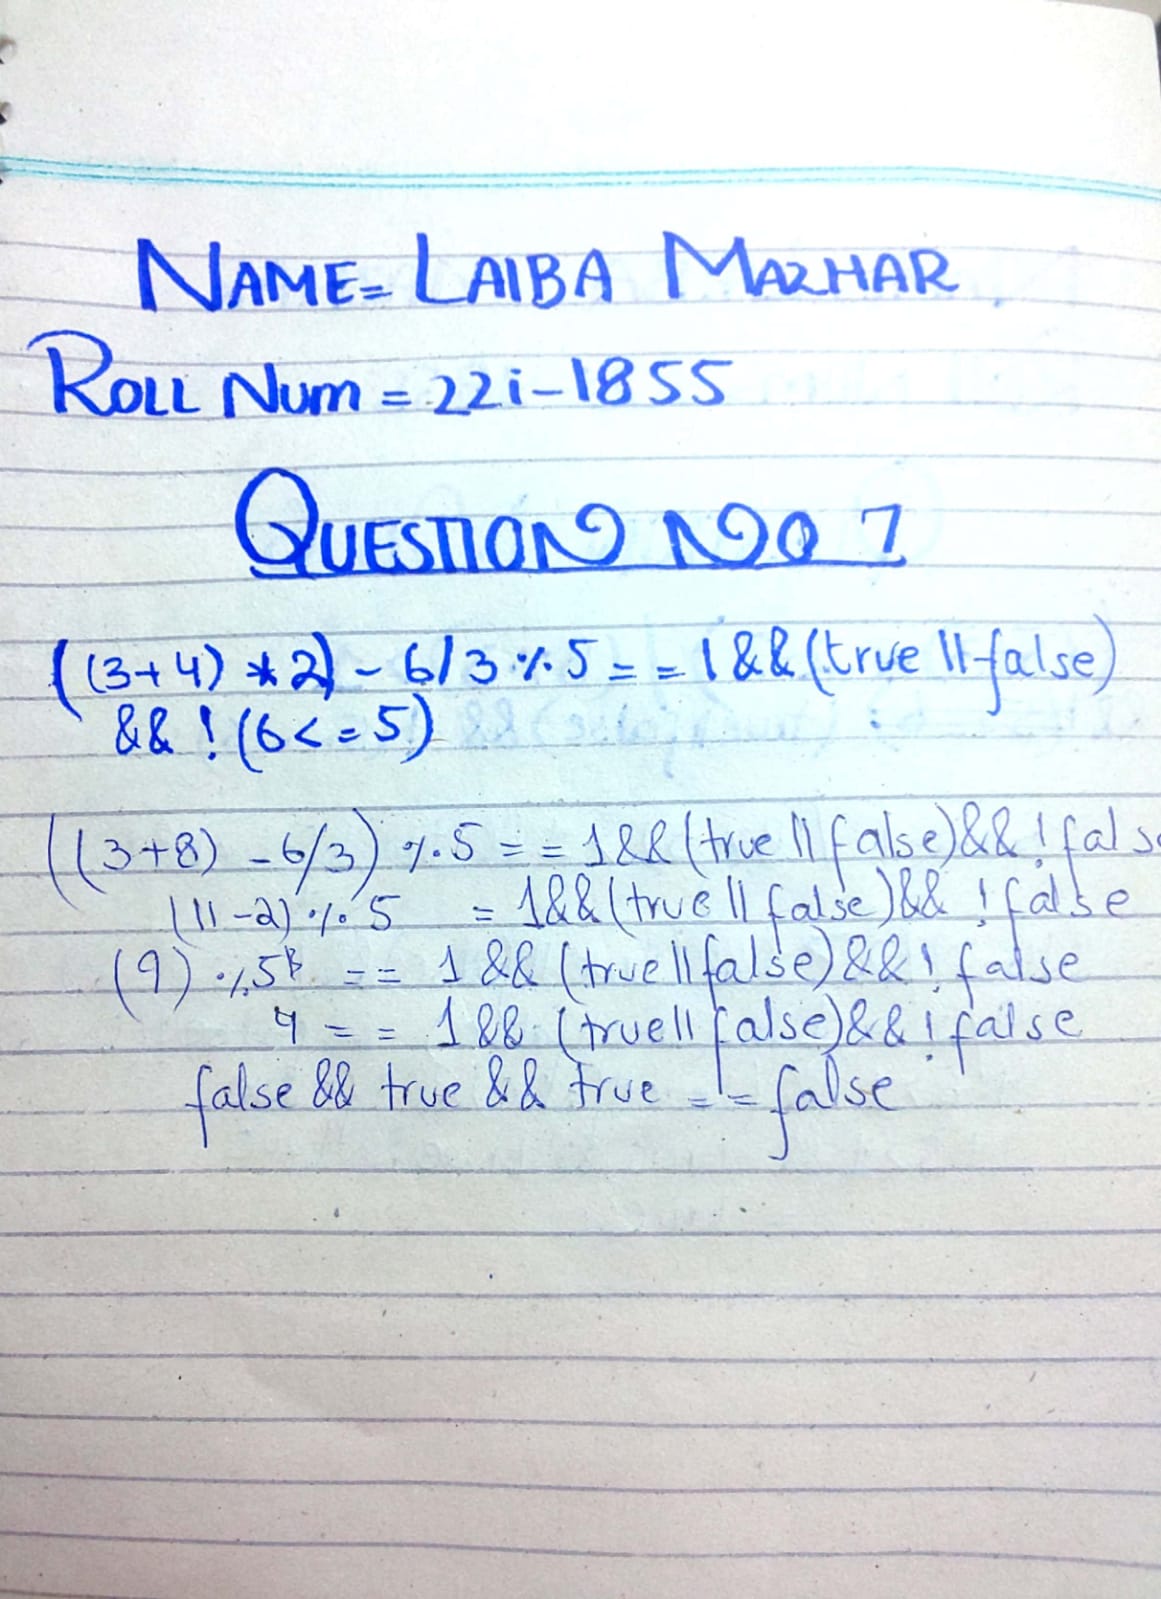 NAME= LAIBA MAZHAR
ROLL NUM = 22i-1855
QUESTION NO 1
((3+4) * 2) - 6/3 % 5 = = 1 && (true || false)
&& ! (6 < = 5)
((3+8) - 6/3) % 5 = = 1 && (true || false) && ! false
(11-2) % 5 = 1 && (true || false) && ! false
(9) % 5 == 1 && (true || false) && ! false
4 = = 1 && (true || false) && ! false
false && true && true = = false